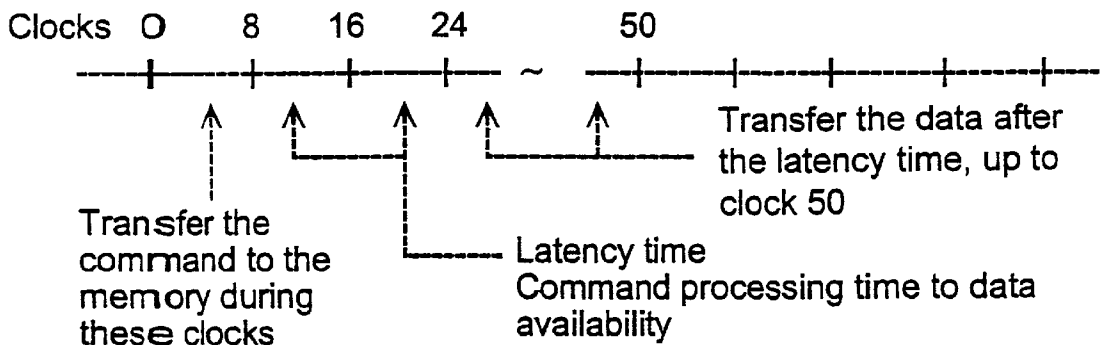 Clocks 0 8 16 24 50
~
Transfer the data after
the latency time, up to
clock 50
Transfer the
command to the
memory during
these clocks
Latency time
Command processing time to data
availability